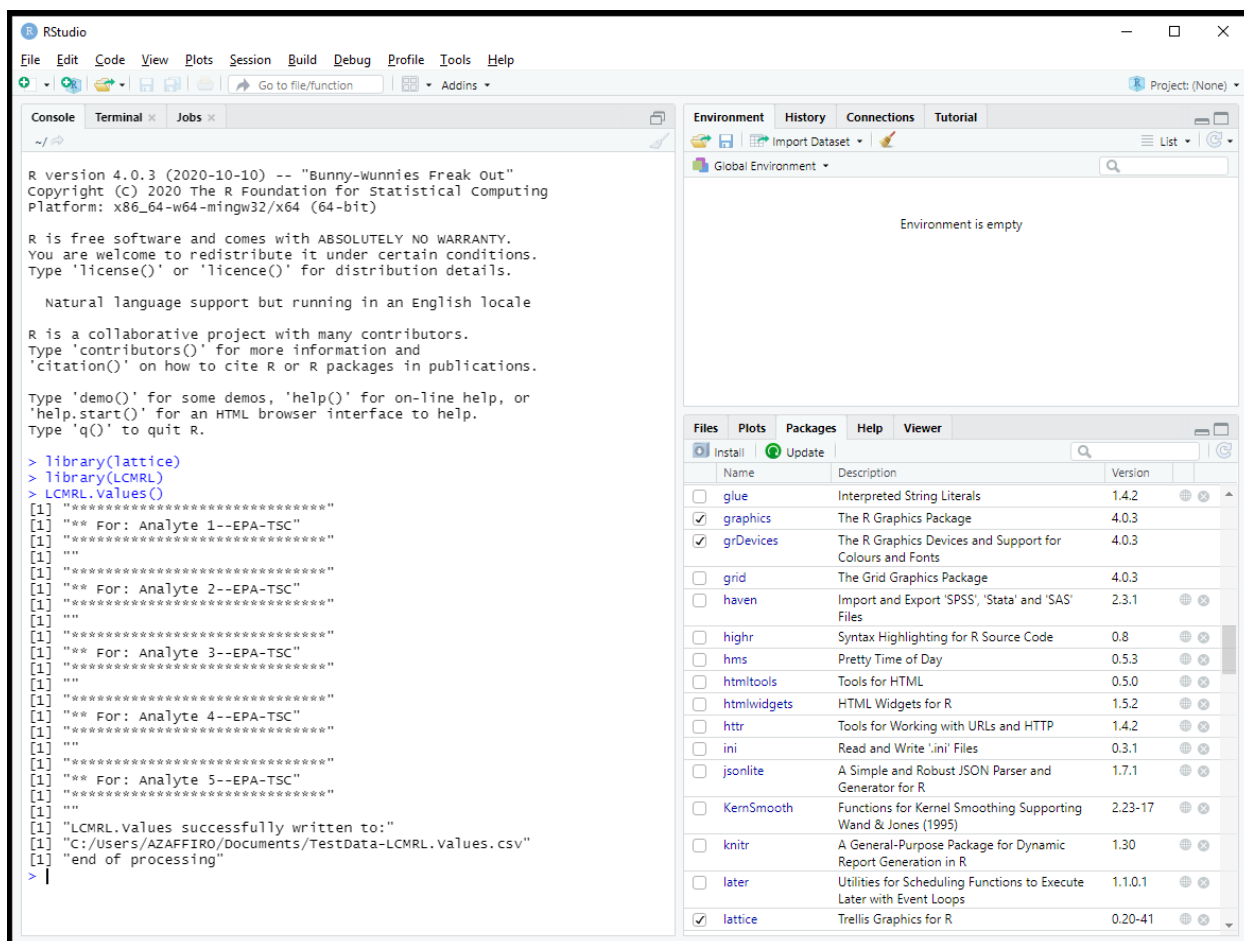 RStudio
File Edit Code View Plots Session Build Debug Profile Tools Help
Go to file/function Addins Project: (None)
Console Terminal Jobs
~/
R version 4.0.3 (2020-10-10) -- "Bunny-Wunnies Freak Out"
Copyright (C) 2020 The R Foundation for Statistical Computing
Platform: x86_64-w64-mingw32/x64 (64-bit)
R is free software and comes with ABSOLUTELY NO WARRANTY.
You are welcome to redistribute it under certain conditions.
Type 'license()' or 'licence()' for distribution details.
Natural language support but running in an English locale
R is a collaborative project with many contributors.
Type 'contributors()' for more information and
'citation()' on how to cite R or R packages in publications.
Type 'demo()' for some demos, 'help()' for on-line help, or
'help.start()' for an HTML browser interface to help.
Type 'q()' to quit R.
> library(lattice)
> library(LCMRL)
> LCMRL.Values()
[1] "******************************"
[1] "** For: Analyte 1--EPA-TSC"
[1] "******************************"
[1] ""
[1] "******************************"
[1] "** For: Analyte 2--EPA-TSC"
[1] "******************************"
[1] ""
[1] "******************************"
[1] "** For: Analyte 3--EPA-TSC"
[1] "******************************"
[1] ""
[1] "******************************"
[1] "** For: Analyte 4--EPA-TSC"
[1] "******************************"
[1] ""
[1] "******************************"
[1] "** For: Analyte 5--EPA-TSC"
[1] "******************************"
[1] ""
[1] "LCMRL.Values successfully written to:"
[1] "C:/Users/AZAFFIRO/Documents/TestData-LCMRL.Values.csv"
[1] "end of processing"
>
Environment History Connections Tutorial
Import Dataset List
Global Environment
Environment is empty
Files Plots Packages Help Viewer
Install Update
Name Description Version
glue Interpreted String Literals 1.4.2
graphics The R Graphics Package 4.0.3
grDevices The R Graphics Devices and Support for 4.0.3
Colours and Fonts
grid The Grid Graphics Package 4.0.3
haven Import and Export 'SPSS', 'Stata' and 'SAS' 2.3.1
Files
highr Syntax Highlighting for R Source Code 0.8
hms Pretty Time of Day 0.5.3
htmltools Tools for HTML 0.5.0
htmlwidgets HTML Widgets for R 1.5.2
httr Tools for Working with URLs and HTTP 1.4.2
ini Read and Write '.ini' Files 0.3.1
jsonlite A Simple and Robust JSON Parser and 1.7.1
Generator for R
KernSmooth Functions for Kernel Smoothing Supporting 2.23-17
Wand & Jones (1995)
knitr A General-Purpose Package for Dynamic 1.30
Report Generation in R
later Utilities for Scheduling Functions to Execute 1.1.0.1
Later with Event Loops
lattice Trellis Graphics for R 0.20-41